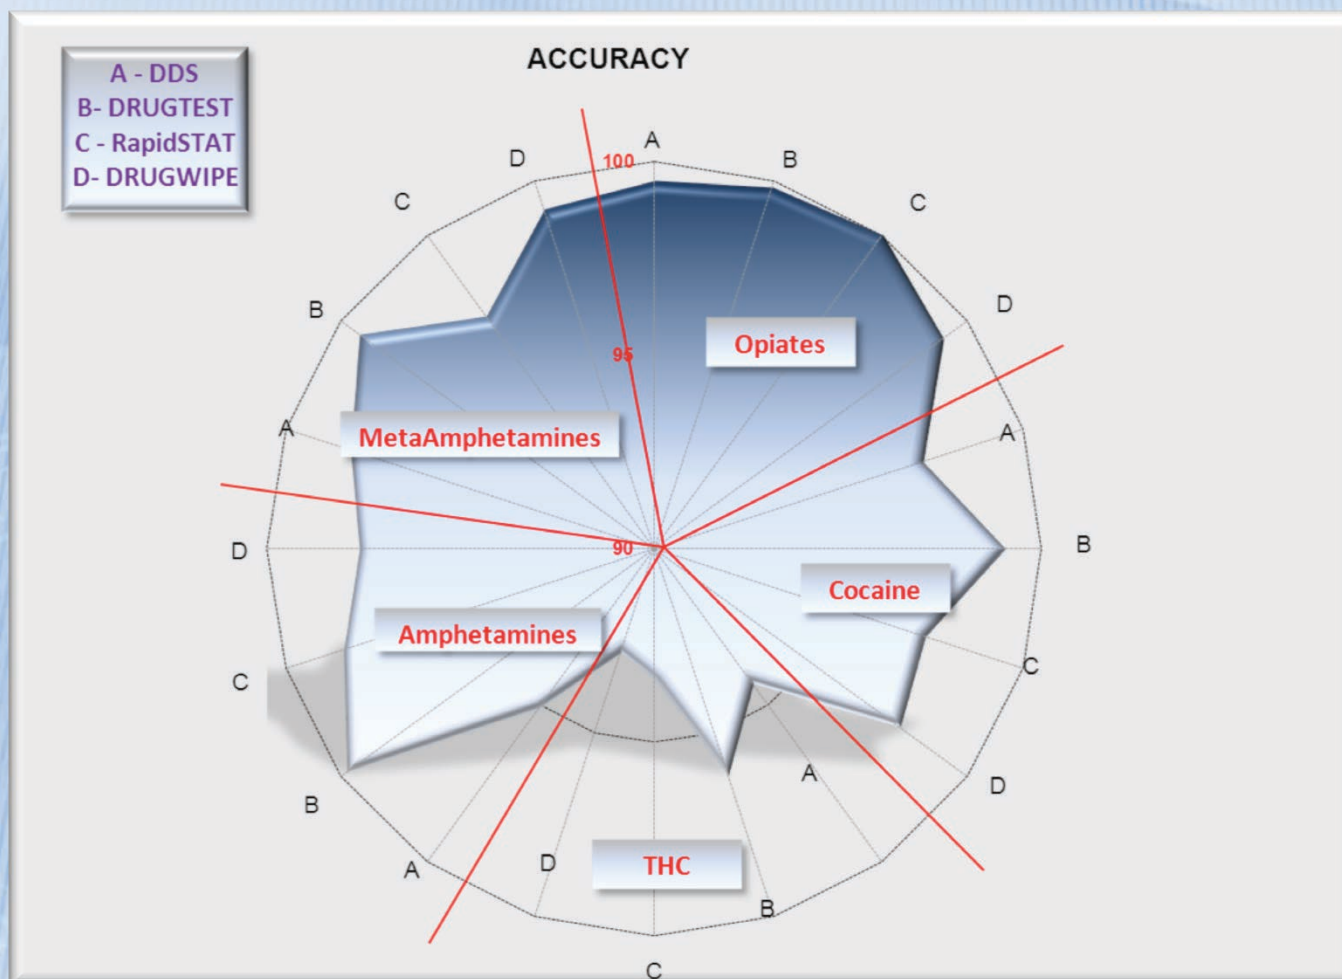 ACCURACY
A - DDS
B- DRUGTEST
C - RapidSTAT
D- DRUGWIPE
A
B
C
D
A
B
C
D
A
B
C
D
A
B
C
D
A
B
C
D
100
95
90
Opiates
Cocaine
THC
Amphetamines
MetaAmphetamines